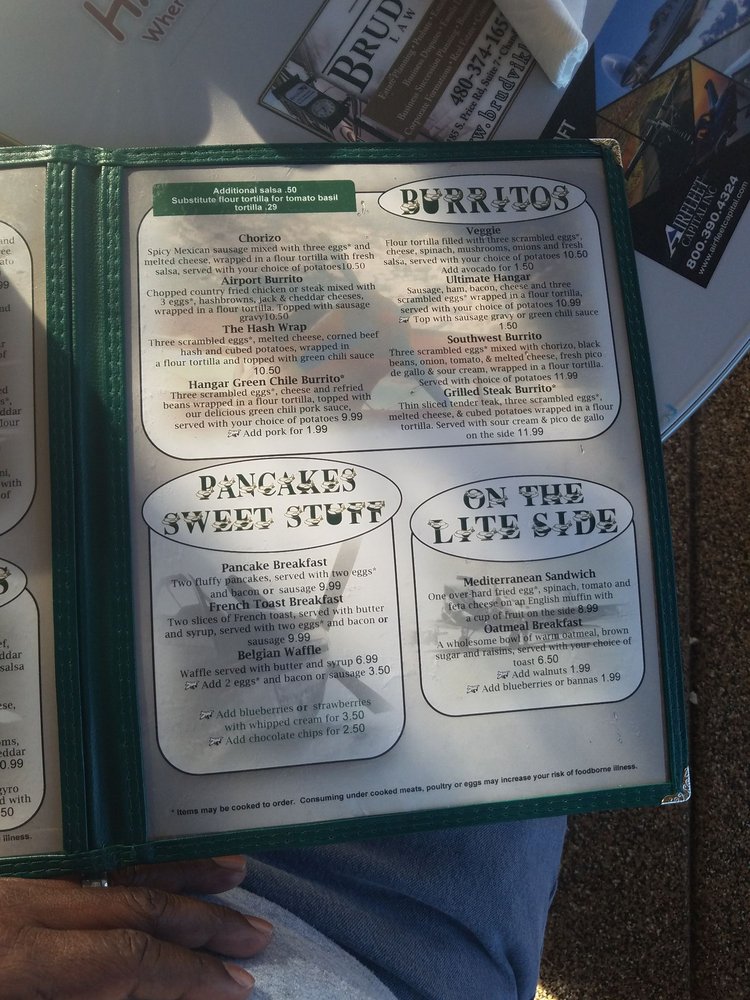 H
Wher
BRUD
LAW
480-374-165
85 S. Price Rd, Suite 7 • Chan
w.brudvikl
AIRFLEET
CAPITAL INC
800.390.4324
www.airfleetcapital.com
Additional salsa .50
Substitute flour tortilla for tomato basil
tortilla .29
BURRITOS
Chorizo
Spicy Mexican sausage mixed with three eggs* and
melted cheese, wrapped in a flour tortilla with fresh
salsa, served with your choice of potatoes10.50
Airport Burrito
Chopped country fried chicken or steak mixed with
3 eggs*, hashbrowns, jack & cheddar cheeses,
wrapped in a flour tortilla. Topped with sausage
gravy10.50
The Hash Wrap
Three scrambled eggs*, melted cheese, corned beef
hash and cubed potatoes, wrapped in
a flour tortilla and topped with green chili sauce
10.50
Hangar Green Chile Burrito*
Three scrambled eggs*, cheese and refried
beans wrapped in a flour tortilla, topped with
our delicious green chili pork sauce,
served with your choice of potatoes 9.99
Add pork for 1.99
Veggie
Flour tortilla filled with three scrambled eggs*,
cheese, spinach, mushrooms, onions and fresh
salsa, served with your choice of potatoes 10.50
Add avocado for 1.50
Ultimate Hangar
Sausage, ham, bacon, cheese and three
scrambled eggs* wrapped in a flour tortilla,
served with your choice of potatoes 10.99
Top with sausage gravy or green chili sauce
1.50
Southwest Burrito
Three scrambled eggs* mixed with chorizo, black
beans, onion, tomato, & melted cheese, fresh pico
de gallo & sour cream, wrapped in a flour tortilla.
Served with choice of potatoes 11.99
Grilled Steak Burrito*
Thin sliced tender teak, three scrambled eggs*,
melted cheese, & cubed potatoes wrapped in a flour
tortilla. Served with sour cream & pico de gallo
on the side 11.99
PANCAKES
SWEET STUFF
Pancake Breakfast
Two fluffy pancakes, served with two eggs*
and bacon or sausage 9.99
French Toast Breakfast
Two slices of French toast, served with butter
and syrup, served with two eggs* and bacon or
sausage 9.99
Belgian Waffle
Waffle served with butter and syrup 6.99
Add 2 eggs* and bacon or sausage 3.50
Add blueberries or strawberries
with whipped cream for 3.50
Add chocolate chips for 2.50
ON THE
LITE SIDE
Mediterranean Sandwich
One over-hard fried egg*, spinach, tomato and
feta cheese on an English muffin with
a cup of fruit on the side 8.99
Oatmeal Breakfast
A wholesome bowl of warm oatmeal, brown
sugar and raisins, served with your choice of
toast 6.50
Add walnuts 1.99
Add blueberries or bannas 1.99
* Items may be cooked to order. Consuming under cooked meats, poultry or eggs may increase your risk of foodborne illness.